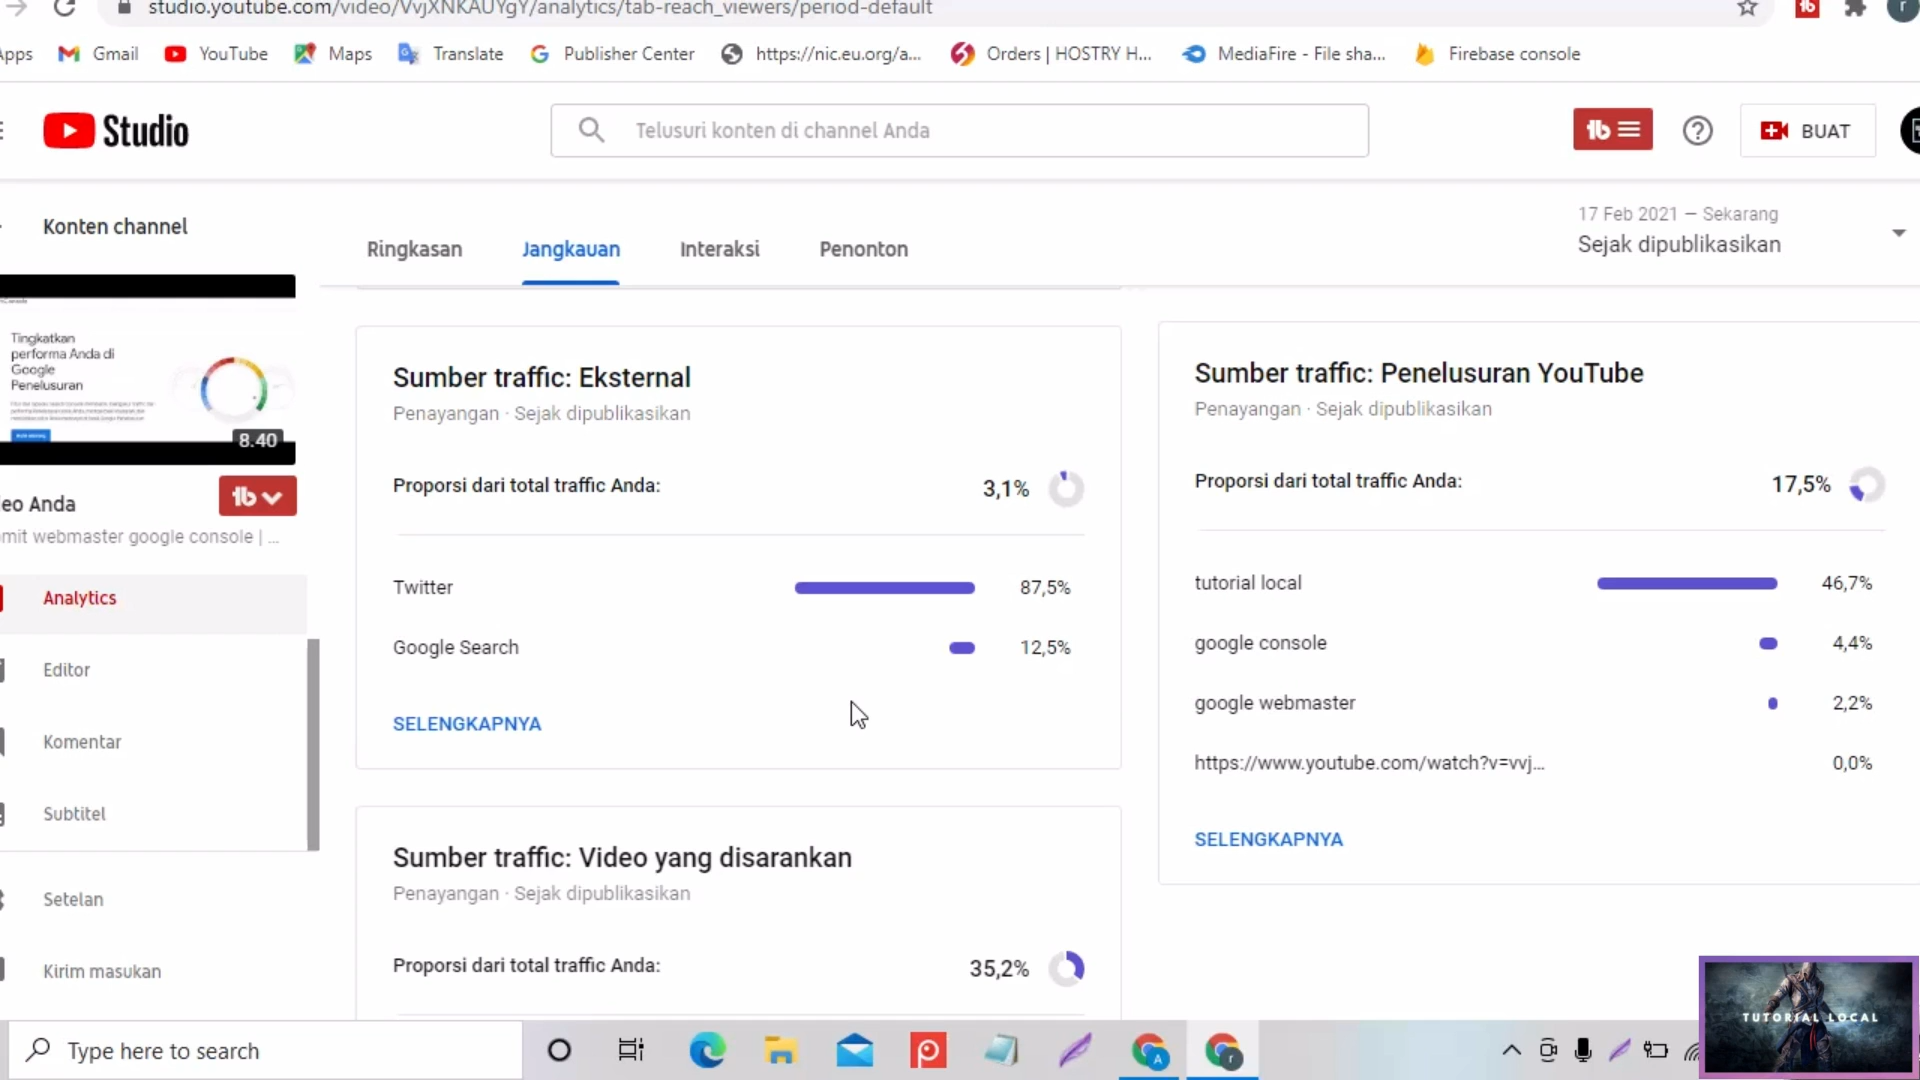 studio.youtube.com/video/VvjXNKAUYgY/analytics/tab-reach_viewers/period-default
Apps Gmail YouTube Maps Translate Publisher Center https://nic.eu.org/a... Orders | HOSTRY H... MediaFire - File sha... Firebase console
Studio
Telusuri konten di channel Anda
BUAT
Konten channel
Ringkasan Jangkauan Interaksi Penonton
17 Feb 2021 – Sekarang
Sejak dipublikasikan
Tingkatkan
performa Anda di
Google
Penelusuran
8.40
eo Anda
mit webmaster google console | ...
Analytics
Editor
Komentar
Subtitel
Setelan
Kirim masukan
Sumber traffic: Eksternal
Penayangan · Sejak dipublikasikan
Proporsi dari total traffic Anda: 3,1%
Twitter 87,5%
Google Search 12,5%
SELENGKAPNYA
Sumber traffic: Video yang disarankan
Penayangan · Sejak dipublikasikan
Proporsi dari total traffic Anda: 35,2%
Sumber traffic: Penelusuran YouTube
Penayangan · Sejak dipublikasikan
Proporsi dari total traffic Anda: 17,5%
tutorial local 46,7%
google console 4,4%
google webmaster 2,2%
https://www.youtube.com/watch?v=vvj... 0,0%
SELENGKAPNYA
TUTORIAL LOCAL
Type here to search